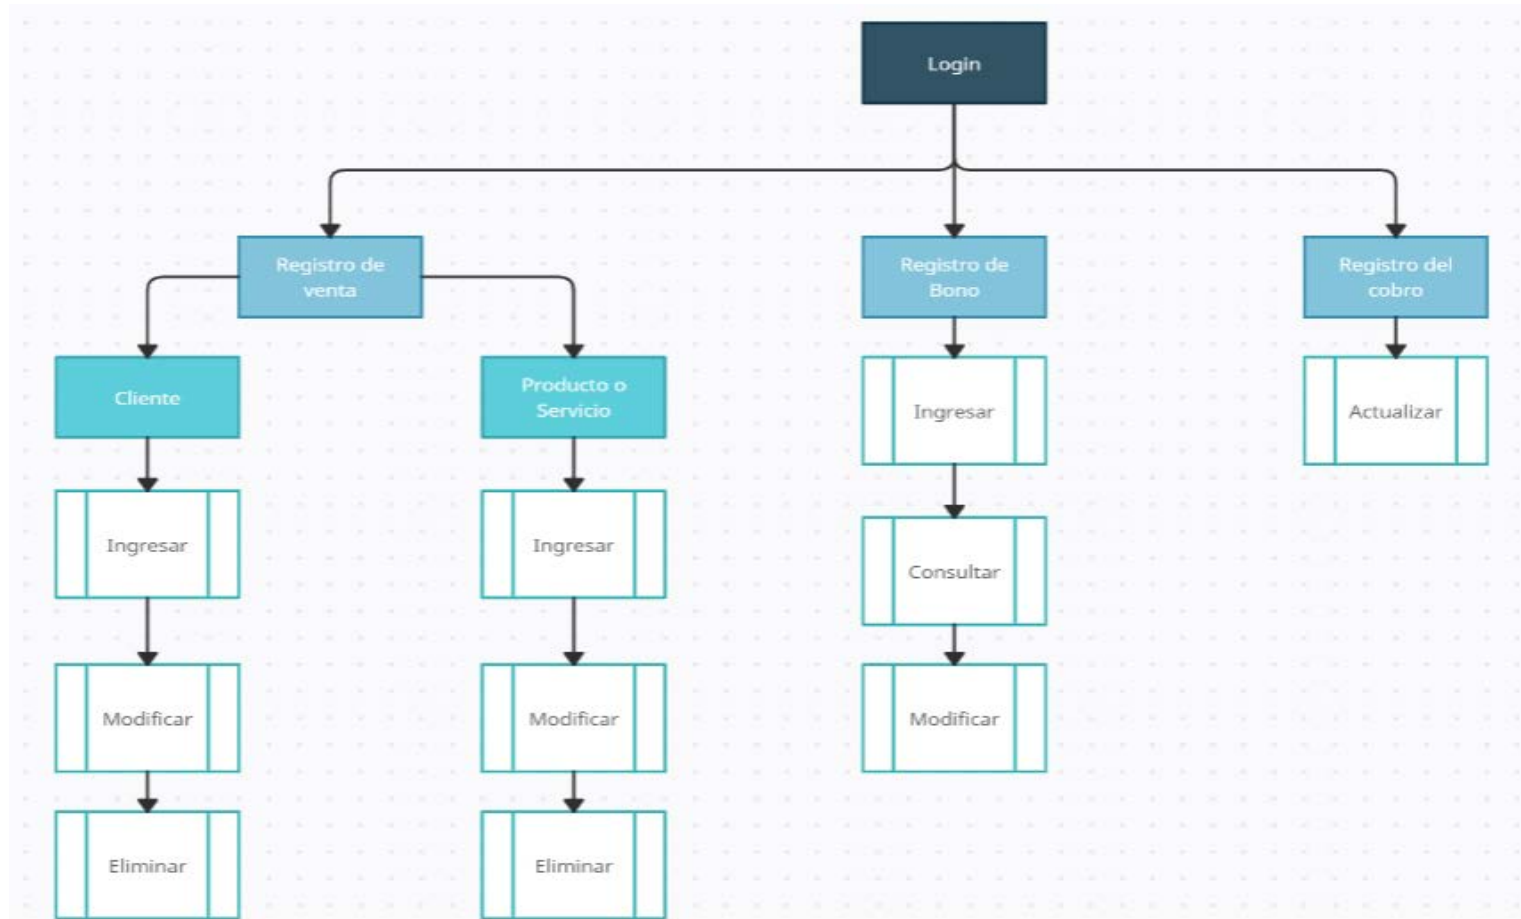 Login
Registro de
venta
Registro de
Bono
Registro del
cobro
Cliente
Producto o
Servicio
Ingresar
Actualizar
Ingresar
Ingresar
Consultar
Modificar
Modificar
Modificar
Eliminar
Eliminar